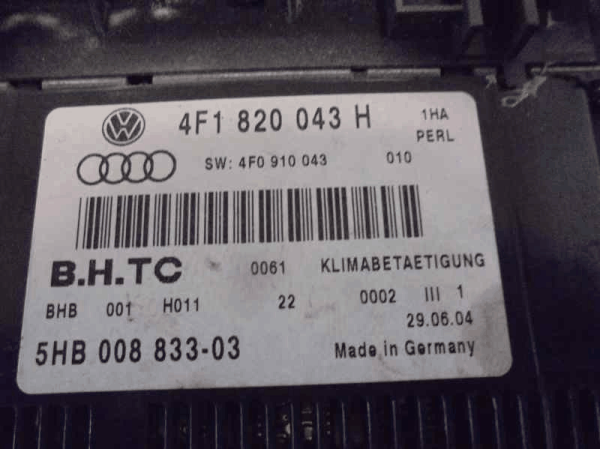 4F1 820 043 H 1HA
PERL
SW: 4F0 910 043 010
B.H.TC 0061 KLIMABETAETIGUNG
BHB 001 H011 22 0002 III 1
29.06.04
5HB 008 833-03 Made in Germany